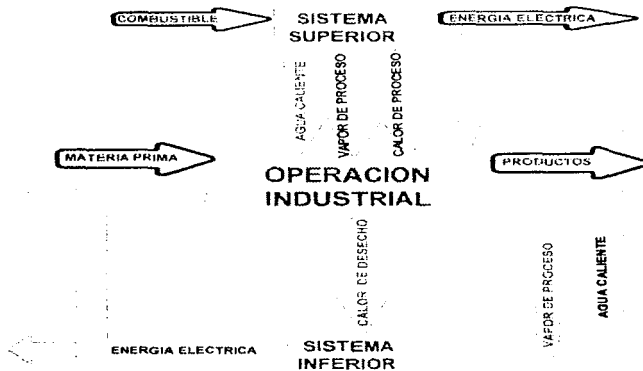 COMBUSTIBLE
SISTEMA
SUPERIOR
ENERGIA ELECTRICA
AGUA CALIENTE
VAPOR DE PROCESO
CALOR DE PROCESO
MATERIA PRIMA
OPERACION
INDUSTRIAL
PRODUCTOS
CALOR DE DESECHO
VAPOR DE PROCESO
AGUA CALIENTE
ENERGIA ELECTRICA
SISTEMA
INFERIOR